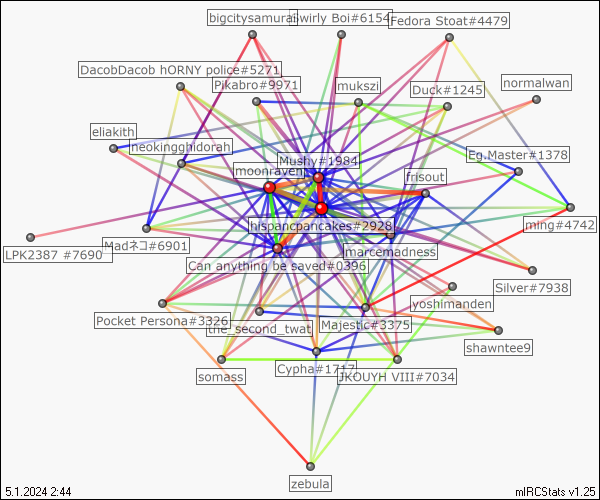 bigcitysamurai
Swirly Boi#6154
Fedora Stoat#4479
DacobDacob hORNY police#5271
Pikabro#9971
mukszi
Duck#1245
normalwan
eliakith
neokingghidorah
Mushy#1984
moonraven
frisout
Eg.Master#1378
hispancpancakes#2928
ming#4742
LPK2387 #7690
Madネコ#6901
marcemadness
Can anything be saved#0396
Silver#7938
yoshimanden
Pocket Persona#3326
the_second_twat
Majestic#3375
shawntee9
somass
Cypha#1717
JKOUYH VIII#7034
zebula
5.1.2024 2:44
mIRCStats v1.25